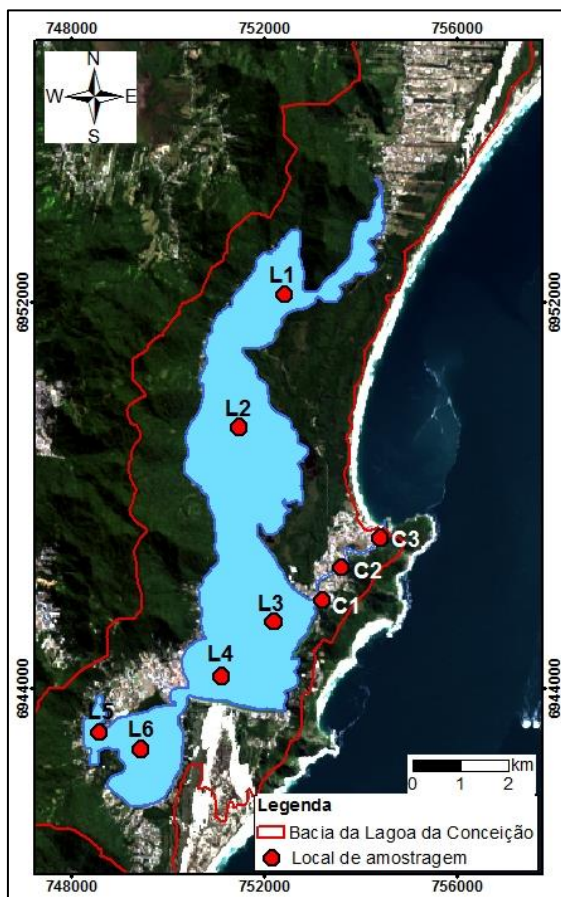 748000 752000 756000
N
W E
S
L1
6952000 6952000
L2
C3
C2
C1
L3
L4
6944000 6944000
L5
L6
km
0 1 2
Legenda
Bacia da Lagoa da Conceição
Local de amostragem
748000 752000 756000